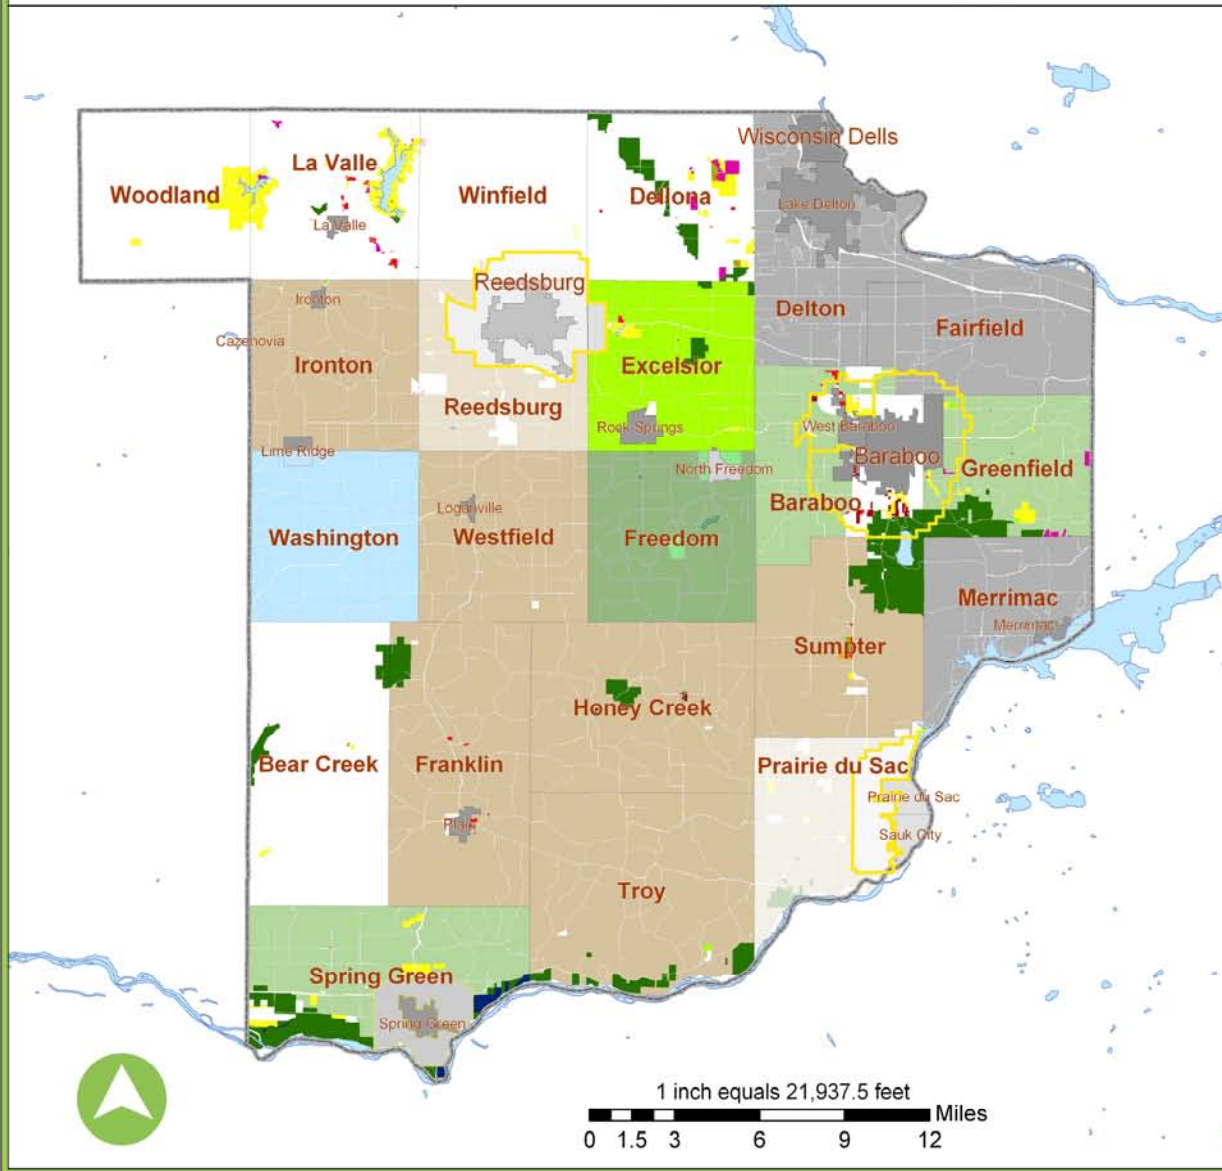 Wisconsin Dells
La Valle
Woodland
Winfield
Dellona
Lake Delton
La Valle
Reedsburg
Ironton
Delton
Fairfield
Cazenovia
Ironton
Excelsior
Reedsburg
Rock Springs
West Baraboo
Lime Ridge
Baraboo
North Freedom
Greenfield
Baraboo
Loganville
Washington
Westfield
Freedom
Merrimac
Merrimac
Sumpter
Honey Creek
Bear Creek
Franklin
Prairie du Sac
Prairie du Sac
Plain
Sauk City
Troy
Spring Green
Spring Green
1 inch equals 21,937.5 feet
Miles
0 1.5 3 6 9 12